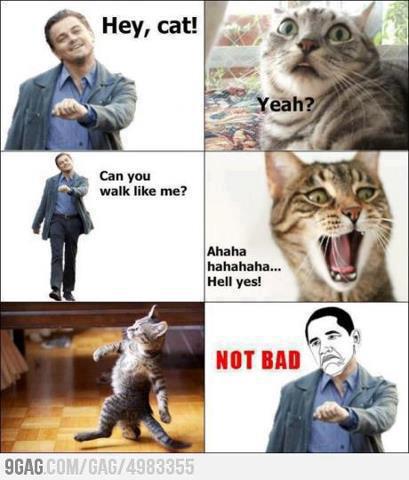 Hey, cat!
Yeah?
Can you
walk like me?
Ahaha
hahahaha...
Hell yes!
NOT BAD
9GAG.COM/GAG/4983355